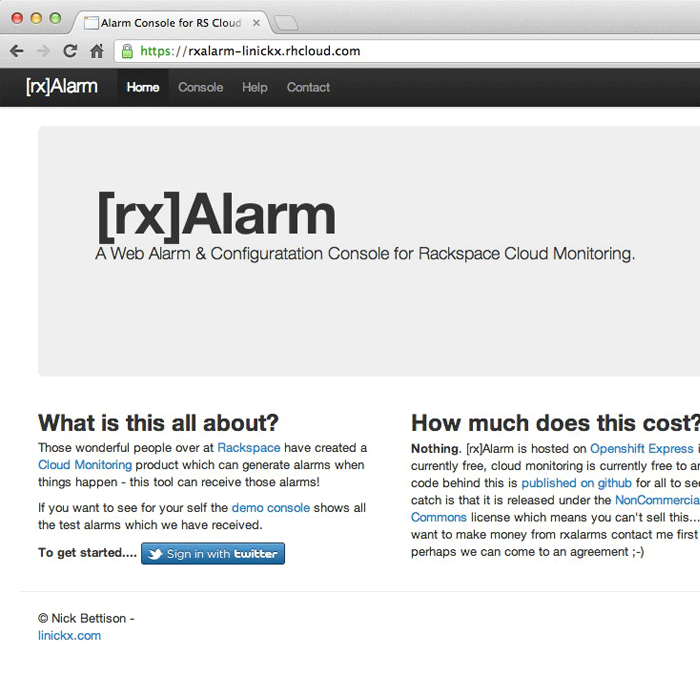 Alarm Console for RS Cloud
https://rxalarm-linickx.rhcloud.com
[rx]Alarm Home Console Help Contact
[rx]Alarm
A Web Alarm & Configuratation Console for Rackspace Cloud Monitoring.
What is this all about?
Those wonderful people over at Rackspace have created a
Cloud Monitoring product which can generate alarms when
things happen - this tool can receive those alarms!
If you want to see for your self the demo console shows all
the test alarms which we have received.
To get started.... Sign in with twitter
How much does this cost?
Nothing. [rx]Alarm is hosted on Openshift Express
currently free, cloud monitoring is currently free to
code behind this is published on github for all to
catch is that it is released under the
Commons license which means you can't sell this...
want to make money from rxalarms contact me first
perhaps we can come to an agreement ;-)
© Nick Bettison -
linickx.com